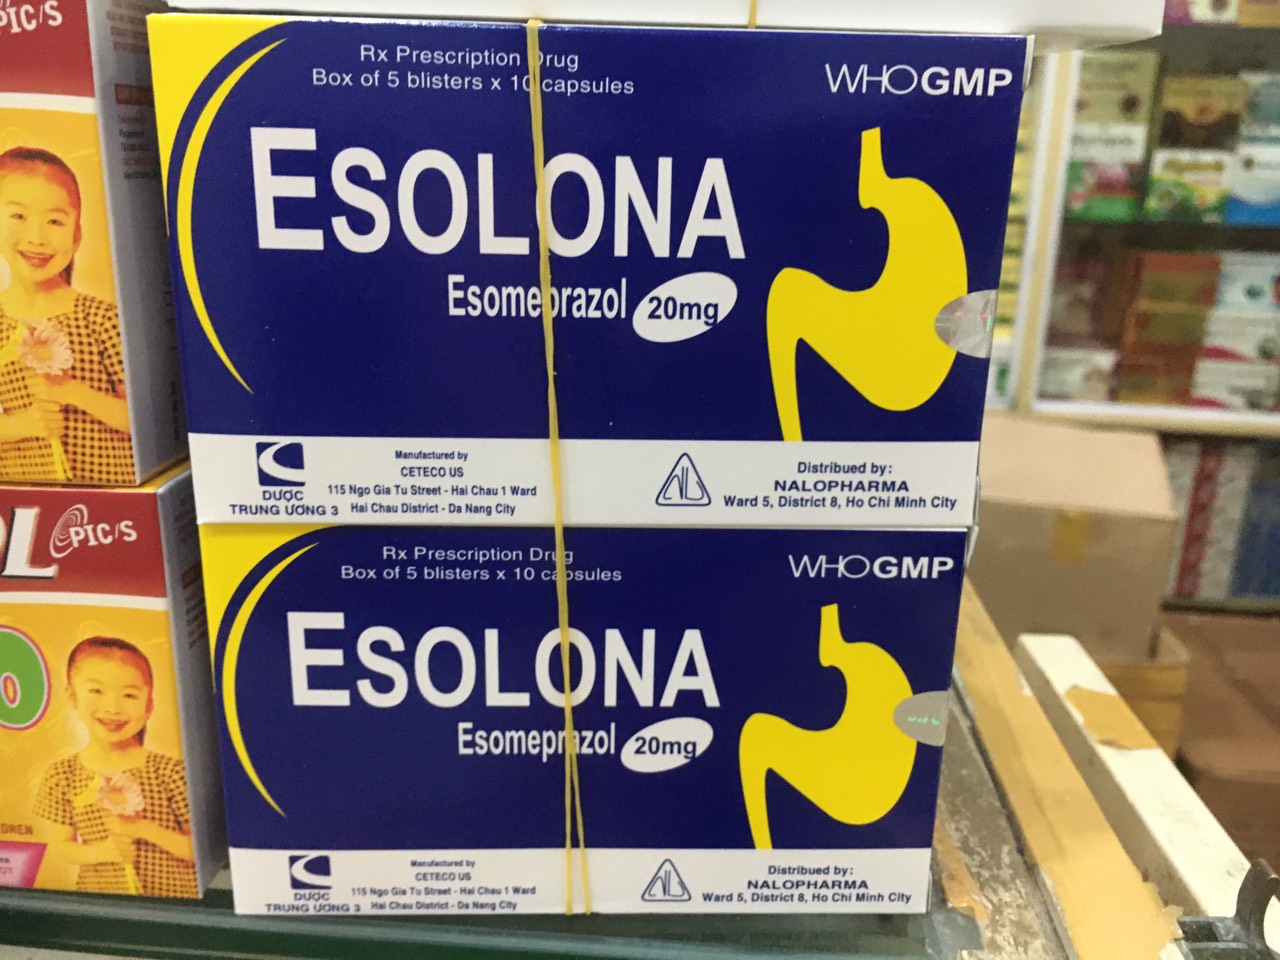 PIC/S
Rx Prescription Drug
Box of 5 blisters x 10 capsules
WHOGMP
ESOLONA
Esomeprazol 20mg
DƯỢC
TRUNG ƯƠNG 3
Manufactured by
CETECO US
115 Ngo Gia Tu Street - Hai Chau 1 Ward
Hai Chau District - Da Nang City
Distribued by:
NALOPHARMA
Ward 5, District 8, Ho Chi Minh City
PIC/S
Rx Prescription Drug
Box of 5 blisters x 10 capsules
WHOGMP
ESOLONA
Esomeprazol 20mg
DƯỢC
TRUNG ƯƠNG 3
Manufactured by
CETECO US
115 Ngo Gia Tu Street - Hai Chau 1 Ward
Hai Chau District - Da Nang City
Distribued by:
NALOPHARMA
Ward 5, District 8, Ho Chi Minh City